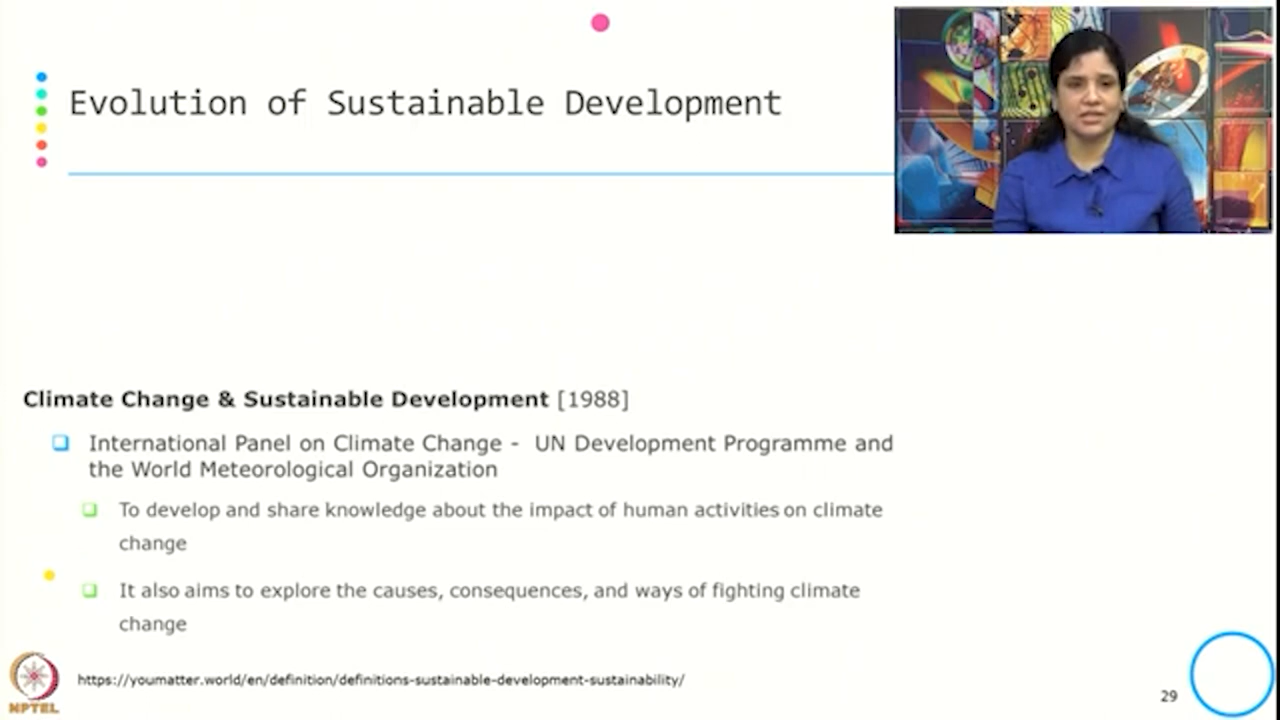 Evolution of Sustainable Development
Climate Change & Sustainable Development [1988]
International Panel on Climate Change - UN Development Programme and
the World Meteorological Organization
To develop and share knowledge about the impact of human activities on climate
change
It also aims to explore the causes, consequences, and ways of fighting climate
change
https://youmatter.world/en/definition/definitions-sustainable-development-sustainability/
NPTEL
29